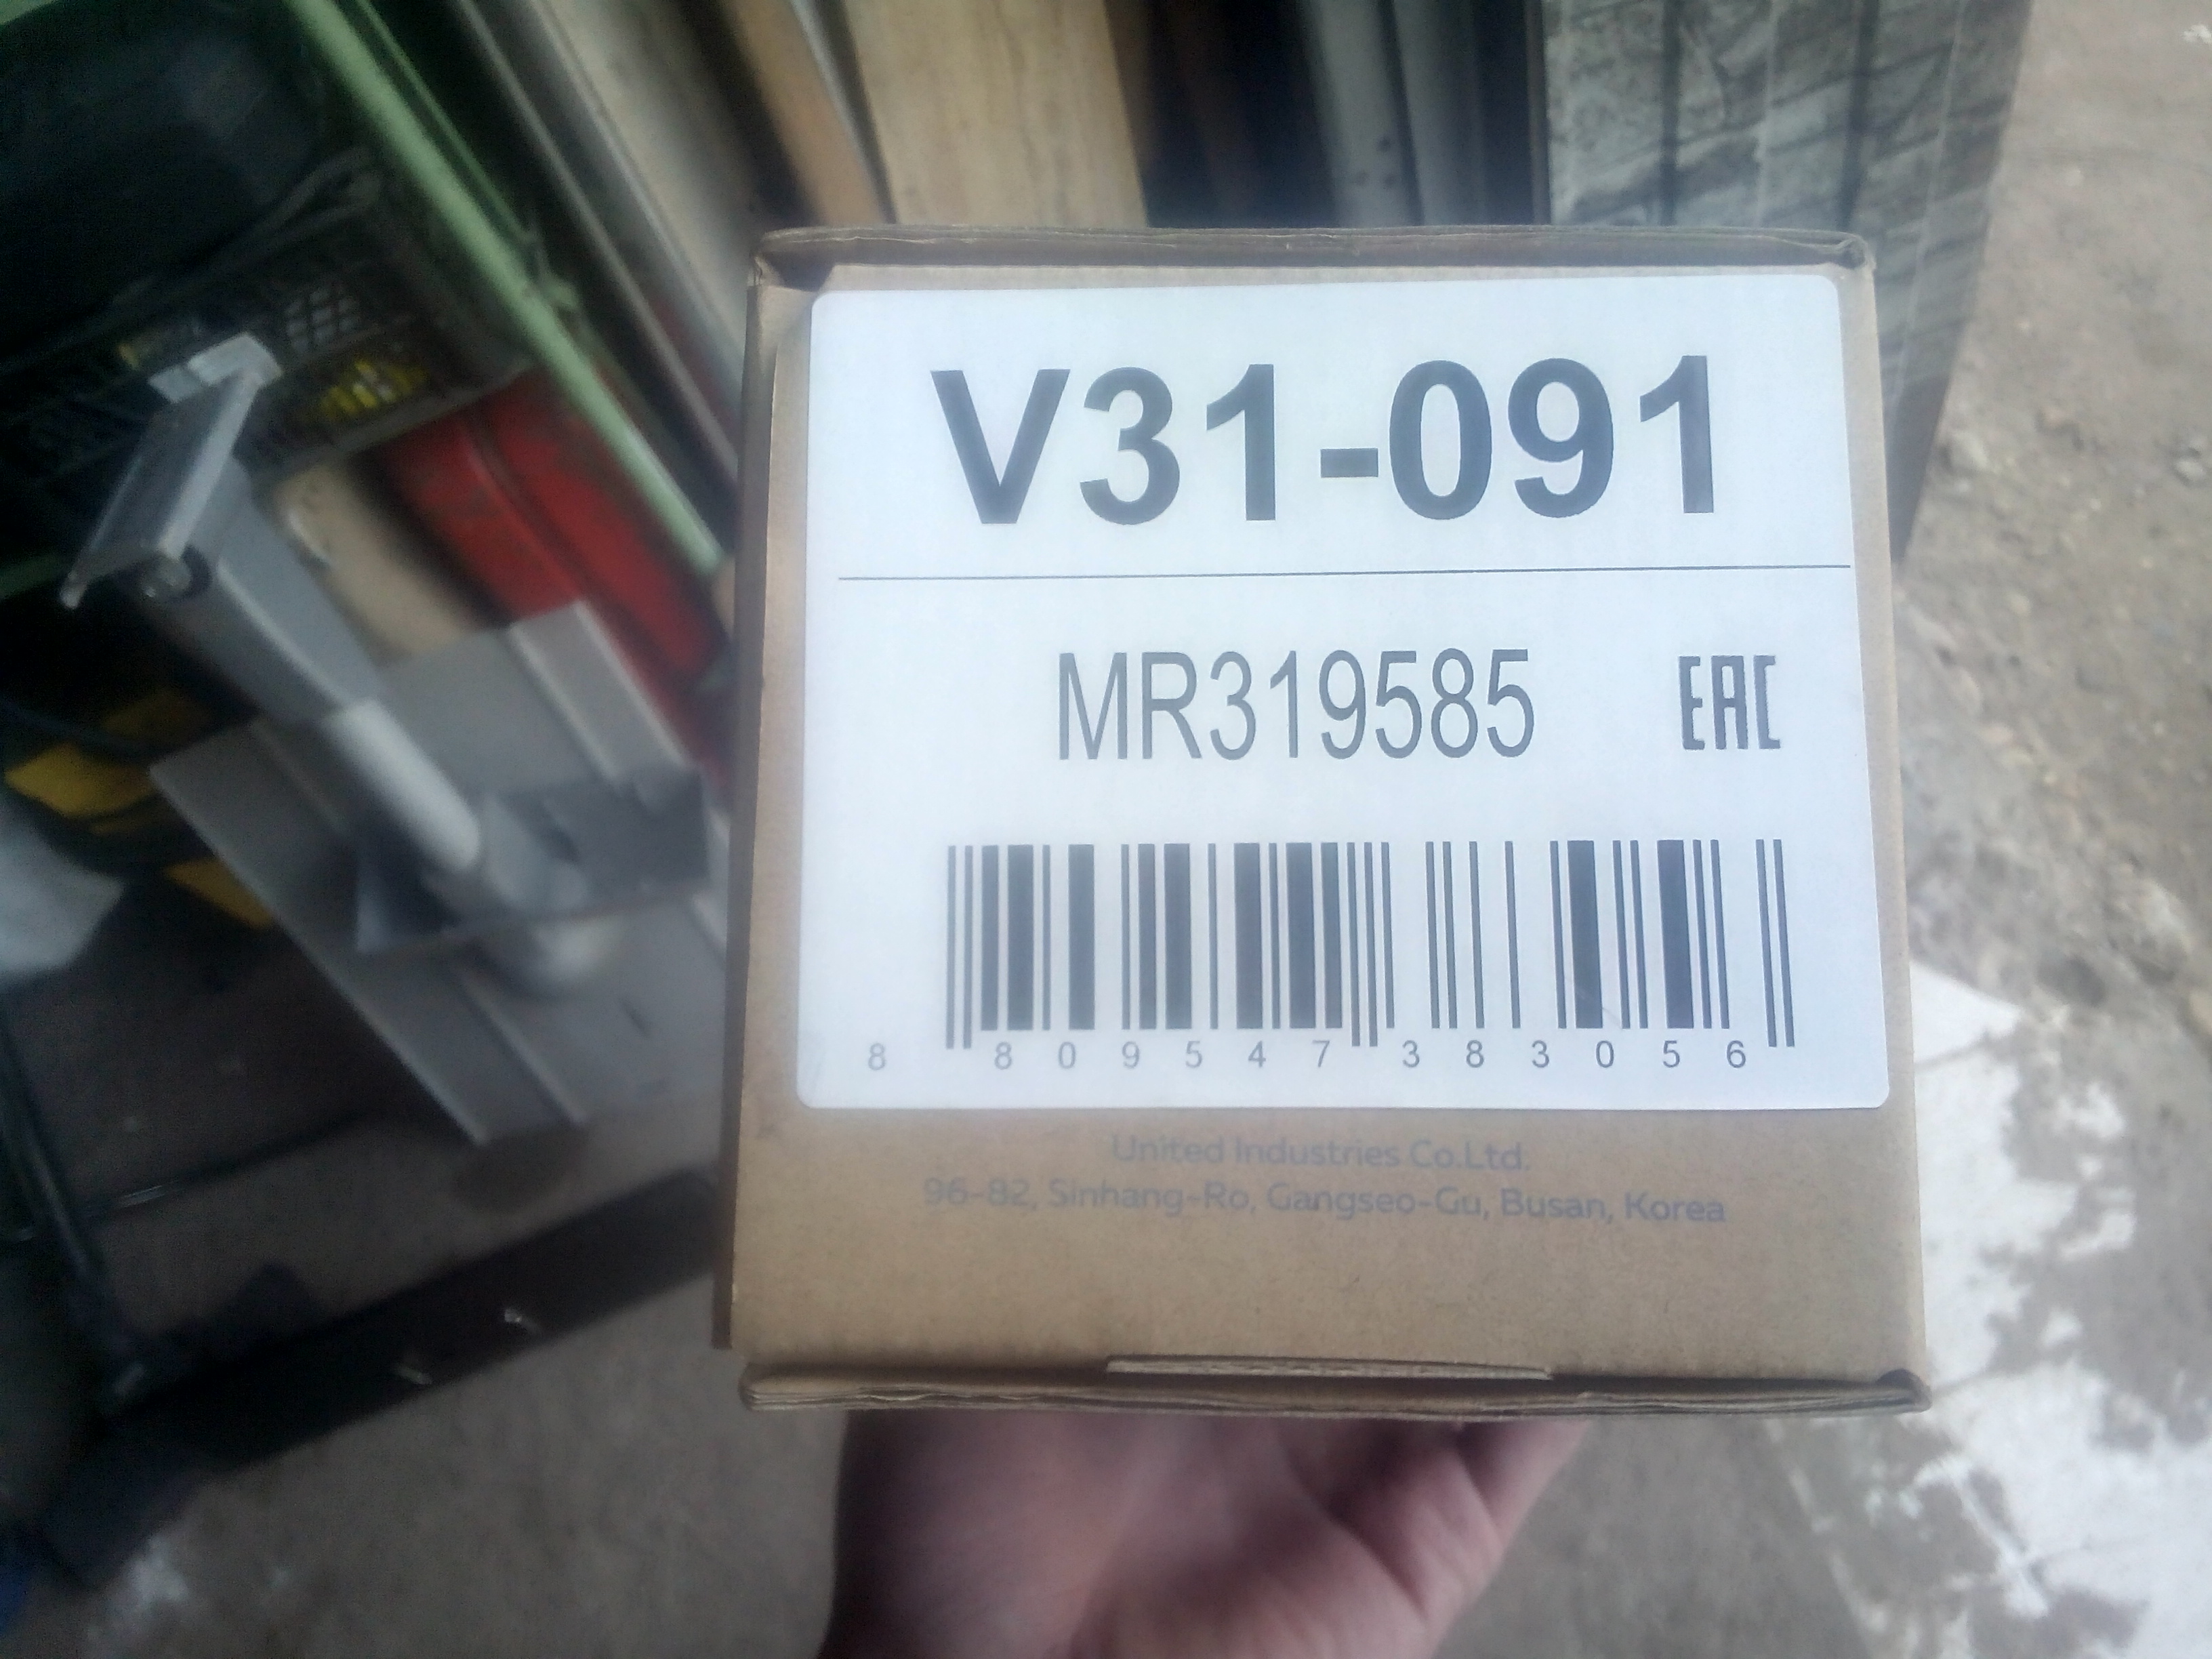 V31-091
MR319585 EAC
8 809547 383056
United Industries Co.Ltd.
96-82, Sinhang-Ro, Gangseo-Gu, Busan, Korea